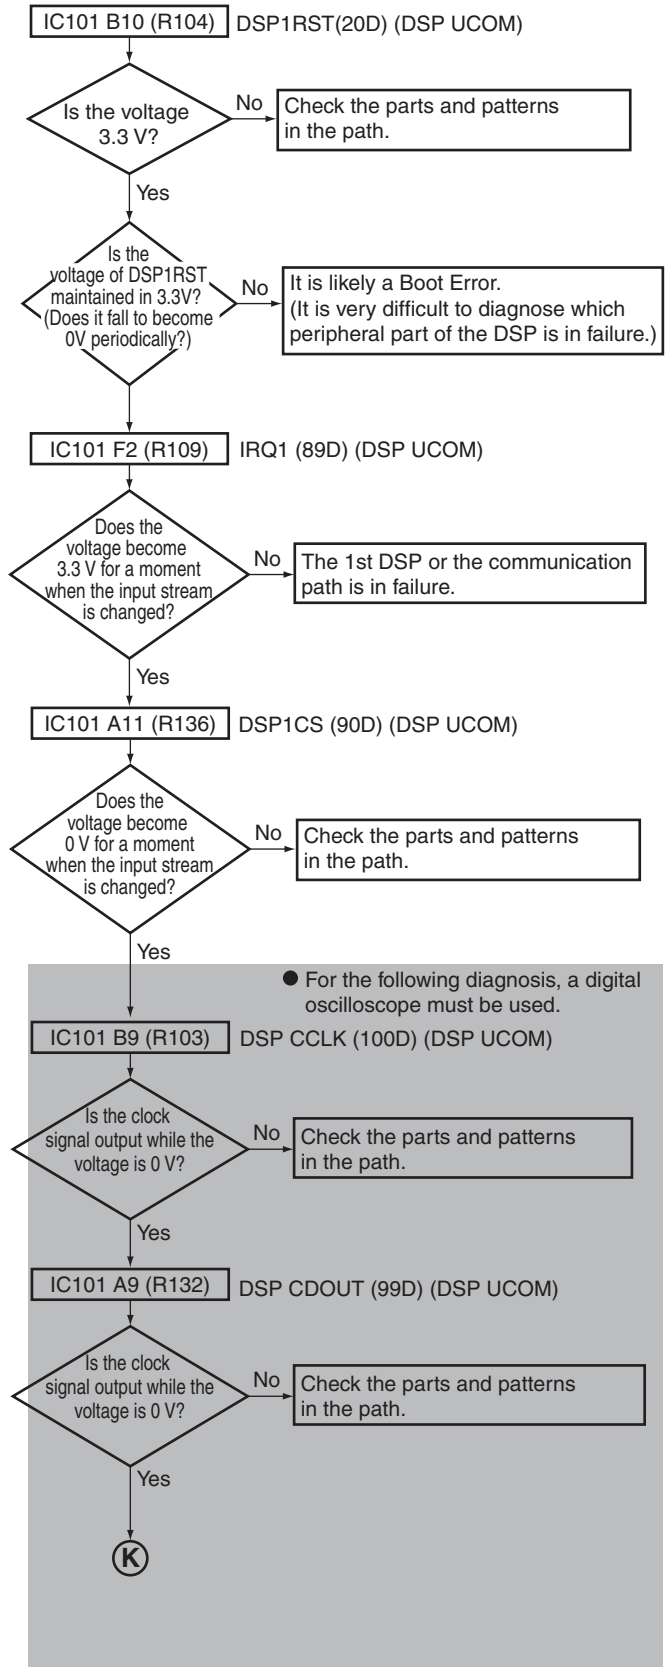 IC101 B10 (R104) DSP1RST(20D) (DSP UCOM)
Is the voltage
3.3 V?
No
Check the parts and patterns
in the path.
Yes
Is the
voltage of DSP1RST
maintained in 3.3V?
(Does it fall to become
0V periodically?)
No
It is likely a Boot Error.
(It is very difficult to diagnose which
peripheral part of the DSP is in failure.)
IC101 F2 (R109) IRQ1 (89D) (DSP UCOM)
Does the
voltage become
3.3 V for a moment
when the input stream
is changed?
No
The 1st DSP or the communication
path is in failure.
Yes
IC101 A11 (R136) DSP1CS (90D) (DSP UCOM)
Does the
voltage become
0 V for a moment
when the input stream
is changed?
No
Check the parts and patterns
in the path.
Yes
● For the following diagnosis, a digital
oscilloscope must be used.
IC101 B9 (R103) DSP CCLK (100D) (DSP UCOM)
Is the clock
signal output while the
voltage is 0 V?
No
Check the parts and patterns
in the path.
Yes
IC101 A9 (R132) DSP CDOUT (99D) (DSP UCOM)
Is the clock
signal output while the
voltage is 0 V?
No
Check the parts and patterns
in the path.
Yes
K